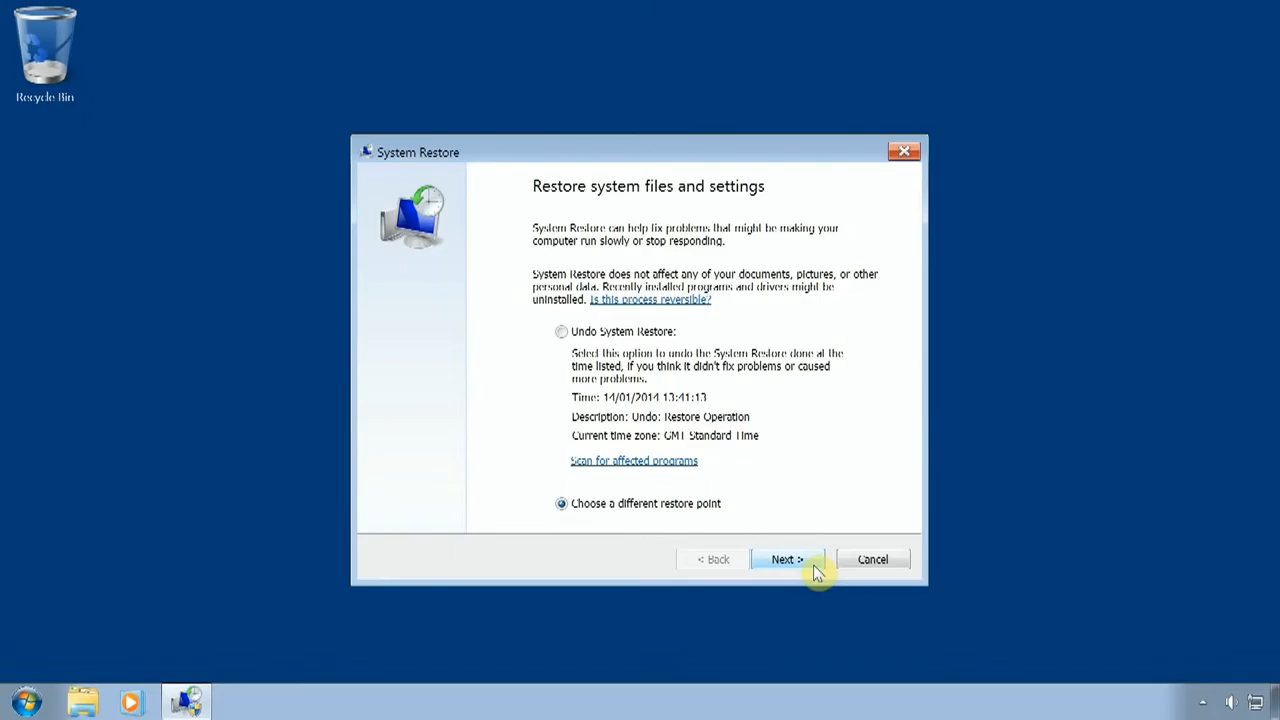 Recycle Bin
System Restore
Restore system files and settings
System Restore can help fix problems that might be making your
computer run slowly or stop responding.
System Restore does not affect any of your documents, pictures, or other
personal data. Recently installed programs and drivers might be
uninstalled. Is this process reversible?
Undo System Restore:
Select this option to undo the System Restore done at the
time listed, if you think it didn't fix problems or caused
more problems.
Time: 14/01/2014 13:41:13
Description: Undo: Restore Operation
Current time zone: GMT Standard Time
Scan for affected programs
Choose a different restore point
< Back Next > Cancel